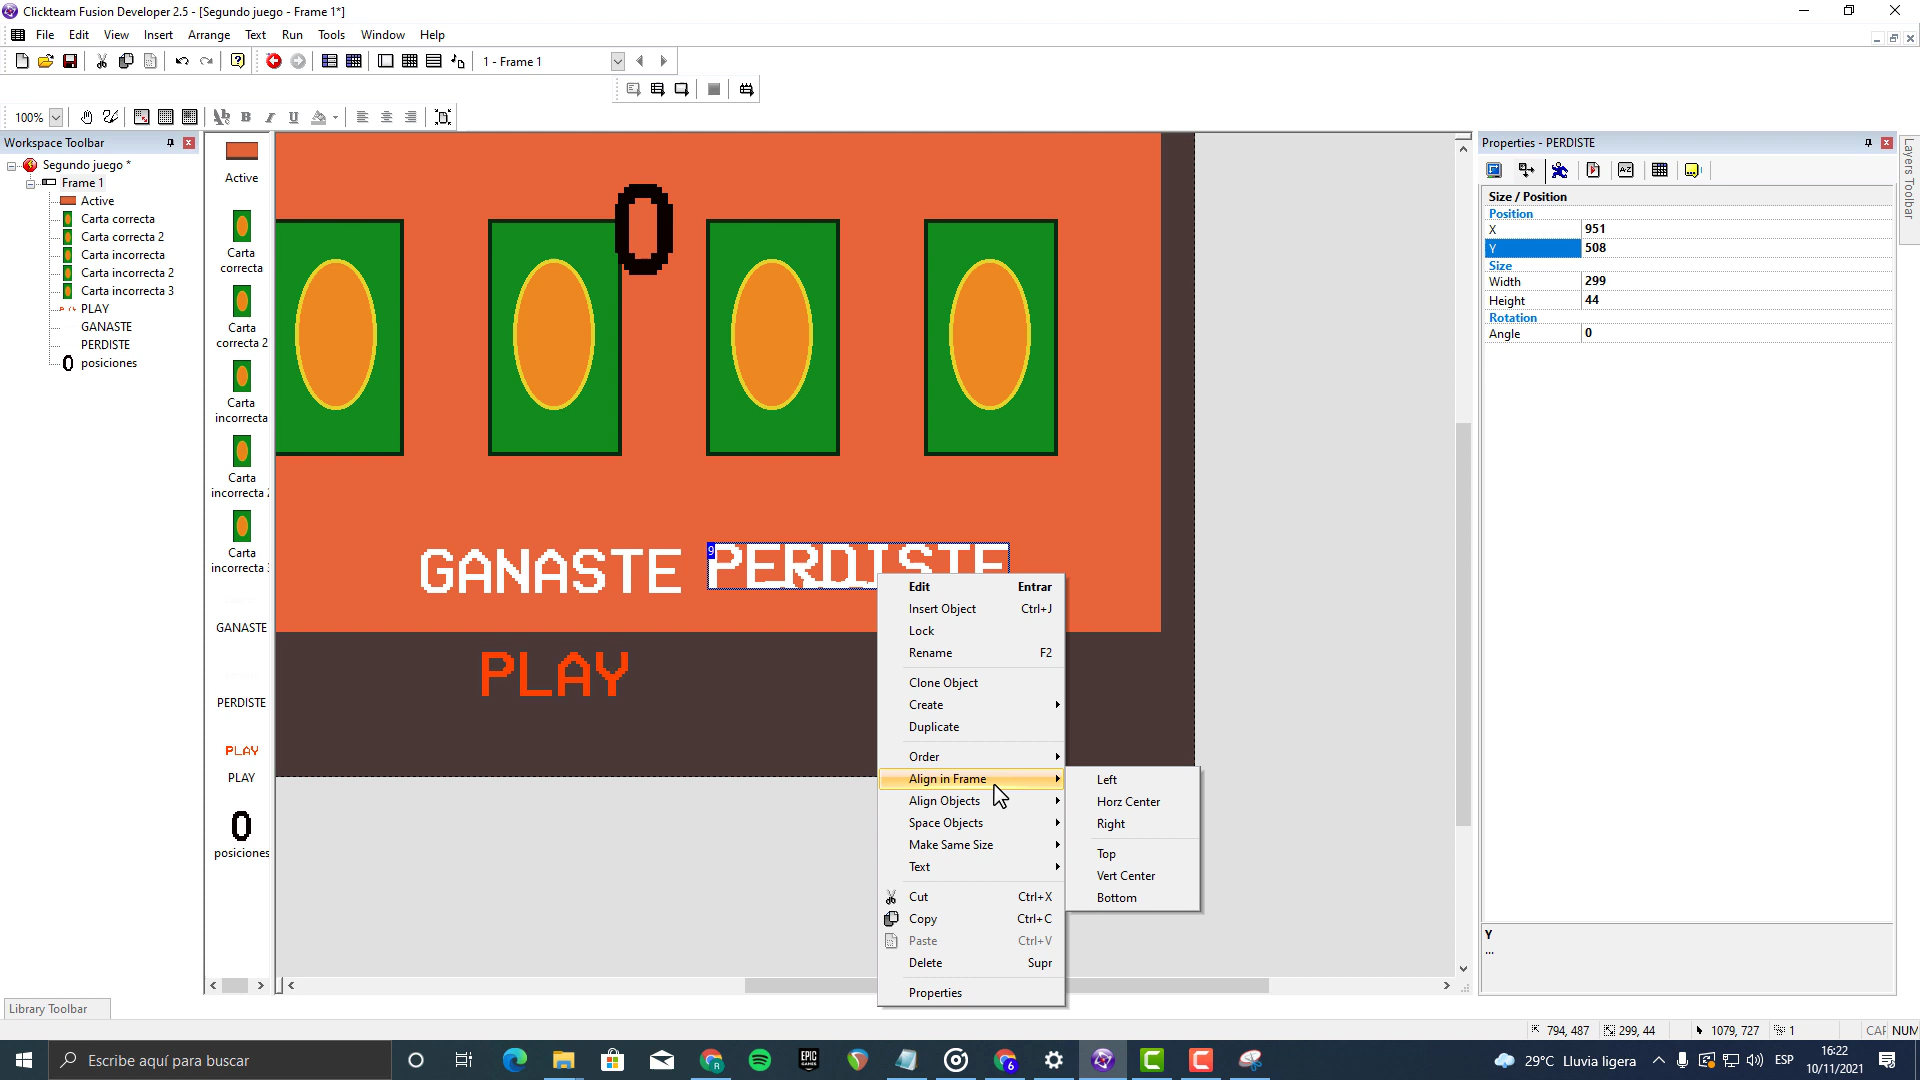 Clickteam Fusion Developer 2.5 - [Segundo juego - Frame 1*]
File Edit View Insert Arrange Text Run Tools Window Help
1 - Frame 1
100%
Workspace Toolbar
Segundo juego *
Frame 1
Active
Carta correcta
Carta correcta 2
Carta incorrecta
Carta incorrecta 2
Carta incorrecta 3
PLAY
GANASTE
PERDISTE
0 posiciones
Active
Carta
correcta
Carta
correcta 2
Carta
incorrecta
Carta
incorrecta 2
Carta
incorrecta
GANASTE
PERDISTE
PLAY
PLAY
0
posiciones
0
GANASTE
9
PERDISTE
PLAY
Edit Entrar
Insert Object Ctrl+J
Lock
Rename F2
Clone Object
Create
Duplicate
Order
Align in Frame
Align Objects
Space Objects
Make Same Size
Text
Cut Ctrl+X
Copy Ctrl+C
Paste Ctrl+V
Delete Supr
Properties
Left
Horz Center
Right
Top
Vert Center
Bottom
Properties - PERDISTE
Size / Position
Position
X 951
Y 508
Size
Width 299
Height 44
Rotation
Angle 0
Y
...
Layers Toolbar
Library Toolbar
794, 487 299, 44 1079, 727 1 CAP NUM
Escribe aquí para buscar
29°C Lluvia ligera
ESP
16:22
10/11/2021